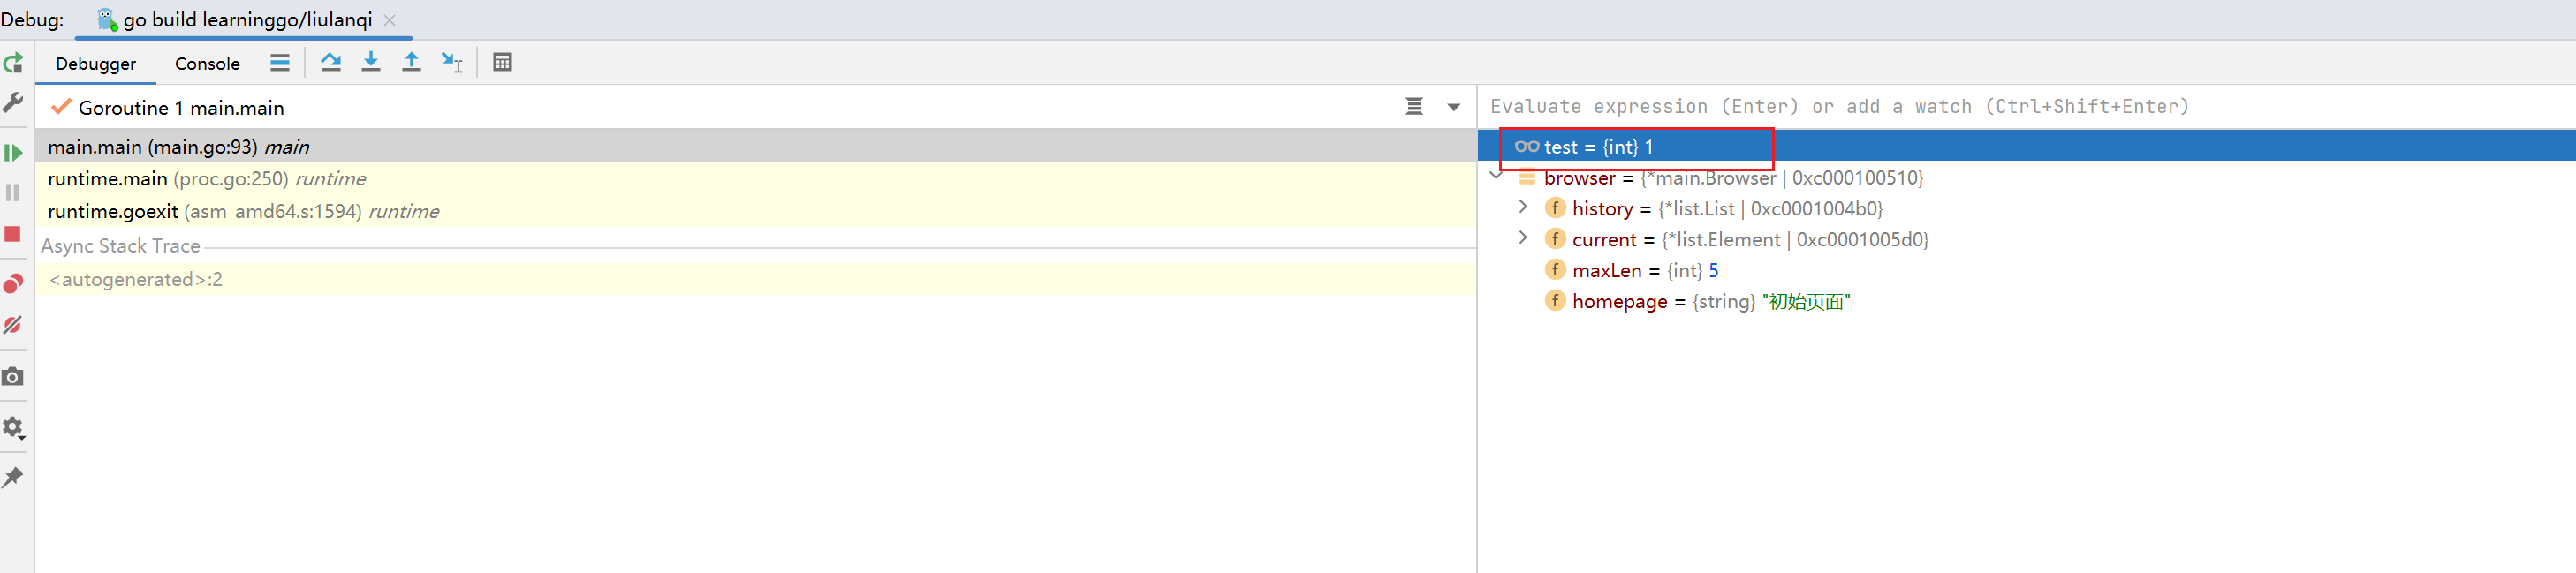 Debug: go build learninggo/liulanqi
Debugger Console
Goroutine 1 main.main
Evaluate expression (Enter) or add a watch (Ctrl+Shift+Enter)
main.main (main.go:93) main
runtime.main (proc.go:250) runtime
runtime.goexit (asm_amd64.s:1594) runtime
Async Stack Trace
<autogenerated>:2
test = {int} 1
browser = {*main.Browser | 0xc000100510}
history = {*list.List | 0xc0001004b0}
current = {*list.Element | 0xc0001005d0}
maxLen = {int} 5
homepage = {string} "初始页面"